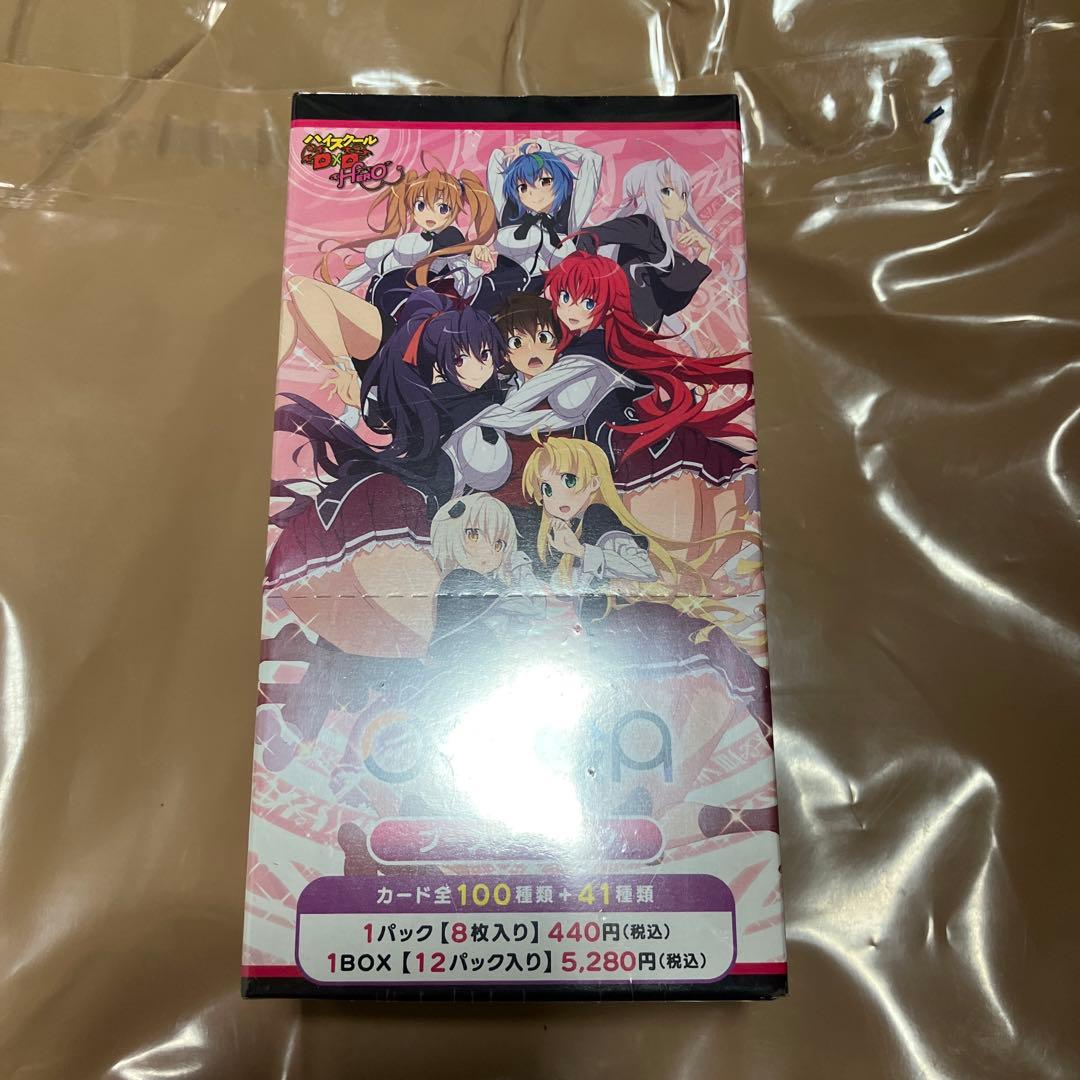 ハイスクール
D×D
HERO
カード全100種類+41種類
1パック【8枚入り】440円(税込)
1BOX【12パック入り】5,280円(税込)